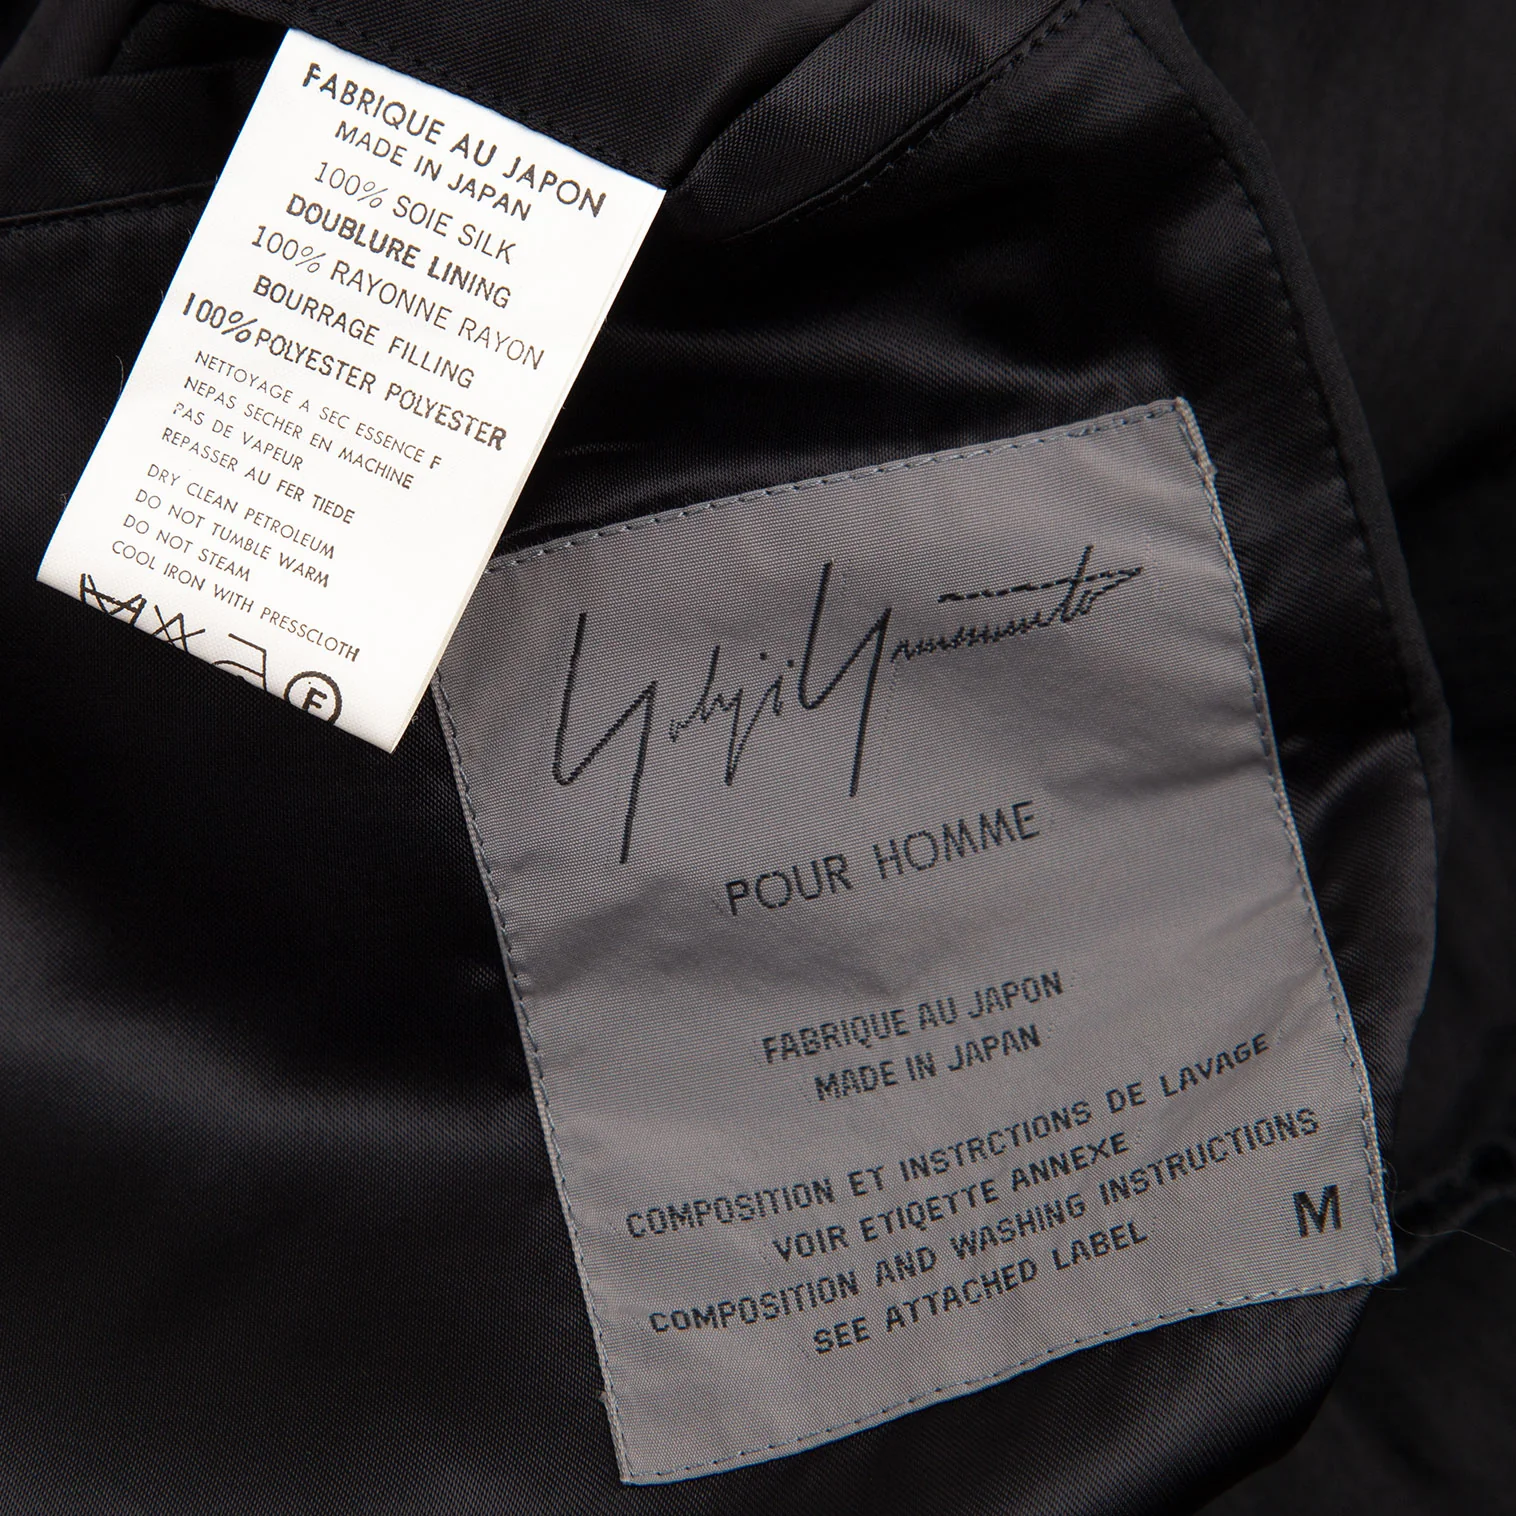 FABRIQUE AU JAPON
MADE IN JAPAN
100% SOIE SILK
DOUBLURE LINING
100% RAYONNE RAYON
BOURRAGE FILLING
100% POLYESTER POLYESTER
NETTOYAGE A SEC ESSENCE F
NEPAS SECHER EN MACHINE
PAS DE VAPEUR
REPASSER AU FER TIEDE
DRY CLEAN PETROLEUM
DO NOT TUMBLE WARM
DO NOT STEAM
COOL IRON WITH PRESSCLOTH
F
Yohji Yamamoto
POUR HOMME
FABRIQUE AU JAPON
MADE IN JAPAN
COMPOSITION ET INSTRCTIONS DE LAVAGE
VOIR ETIQETTE ANNEXE
COMPOSITION AND WASHING INSTRUCTIONS
SEE ATTACHED LABEL
M